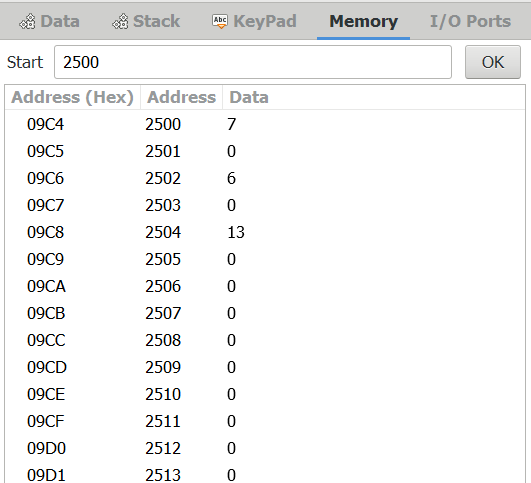 Data Stack Abc KeyPad Memory I/O Ports
Start 2500 OK
Address (Hex) Address Data
09C4 2500 7
09C5 2501 0
09C6 2502 6
09C7 2503 0
09C8 2504 13
09C9 2505 0
09CA 2506 0
09CB 2507 0
09CC 2508 0
09CD 2509 0
09CE 2510 0
09CF 2511 0
09D0 2512 0
09D1 2513 0